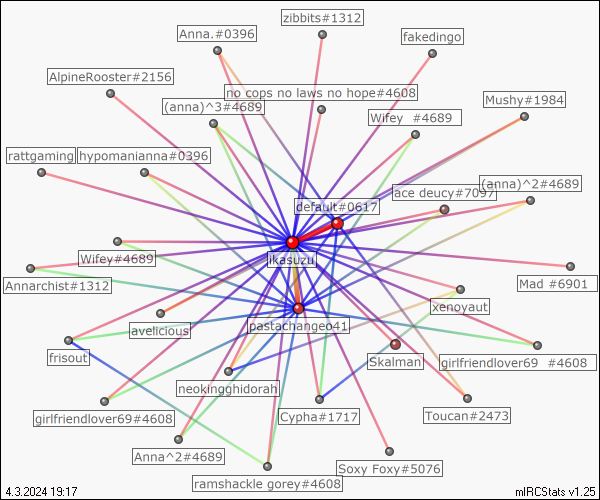 zibbits#1312
Anna.#0396
fakedingo
AlpineRooster#2156
no cops no laws no hope#4608
(anna)^3#4689
Mushy#1984
Wifey  #4689
rattgaming
hypomanianna#0396
ace deucy#7097
(anna)^2#4689
default#0617
ikasuzu
Wifey#4689
Annarchist#1312
Mad #6901
xenoyaut
avelicious
pastachangeo41
frisout
Skalman
girlfriendlover69  #4608
neokingghidorah
girlfriendlover69#4608
Cypha#1717
Toucan#2473
Anna^2#4689
Soxy Foxy#5076
ramshackle gorey#4608
4.3.2024 19:17
mIRCStats v1.25